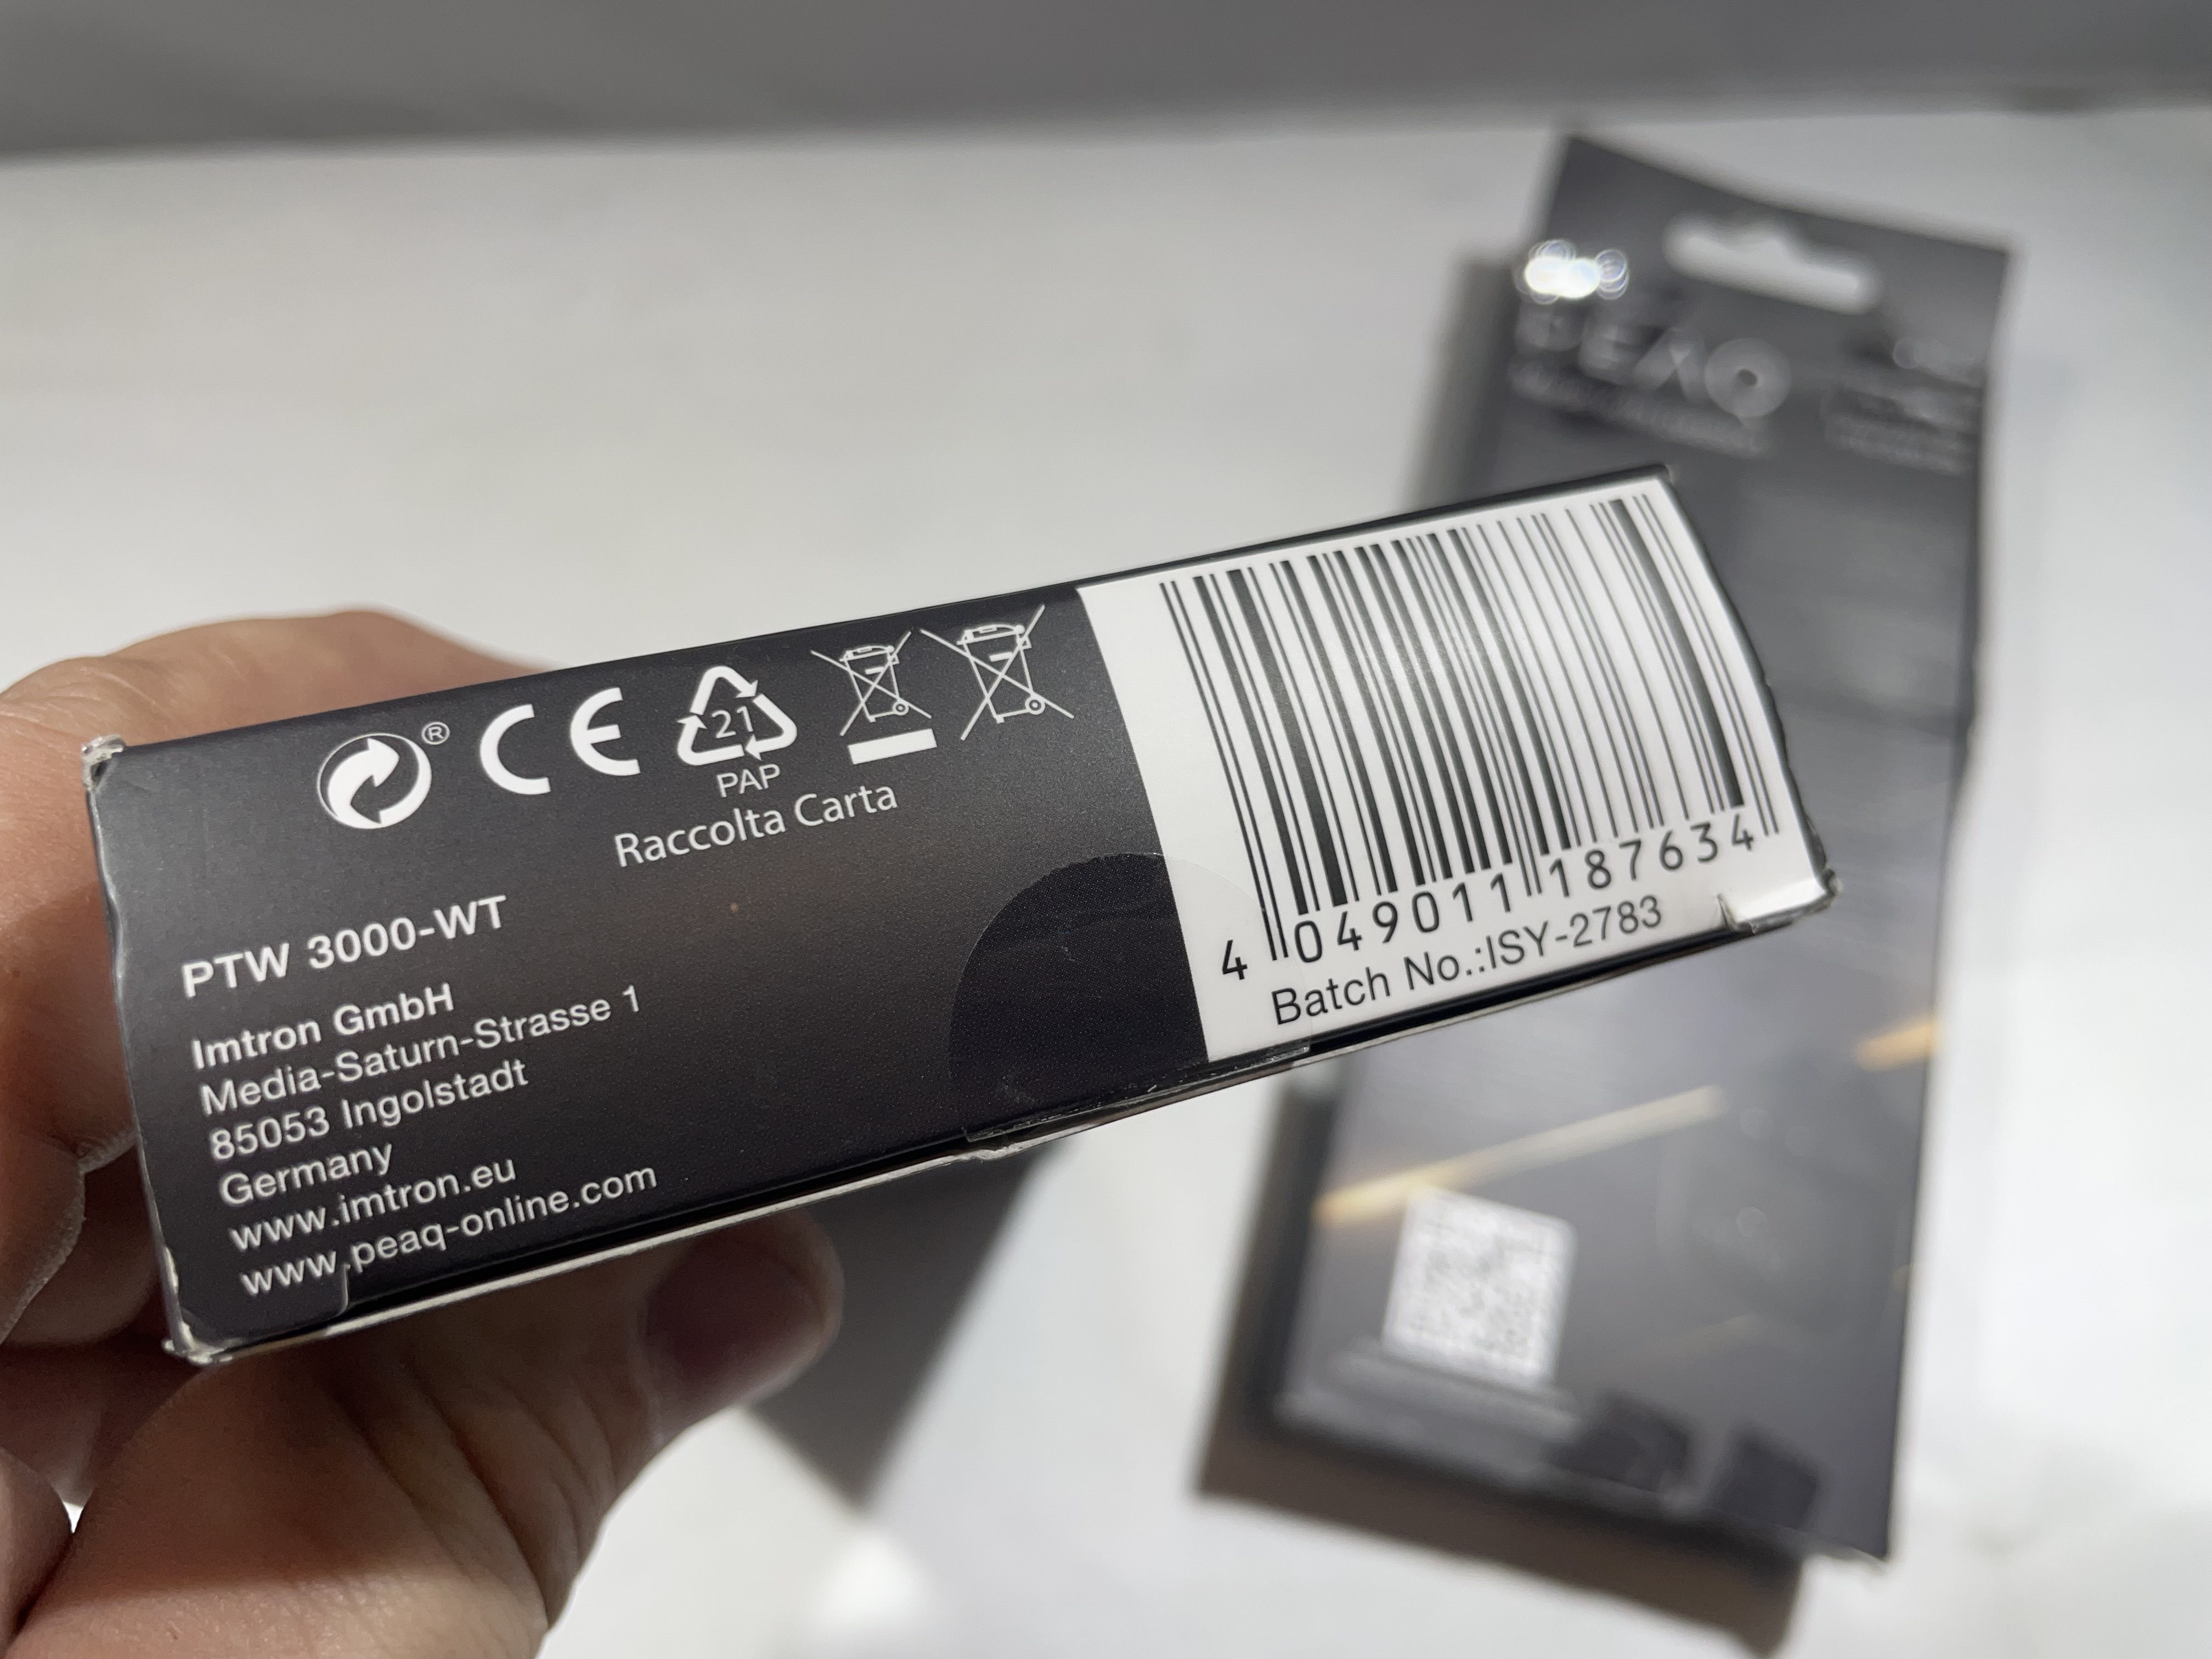 ®
CE
21
PAP
Raccolta Carta
PTW 3000-WT
Imtron GmbH
Media-Saturn-Strasse 1
85053 Ingolstadt
Germany
www.imtron.eu
www.peaq-online.com
4 049011 187634
Batch No.:ISY-2783
PEAQ